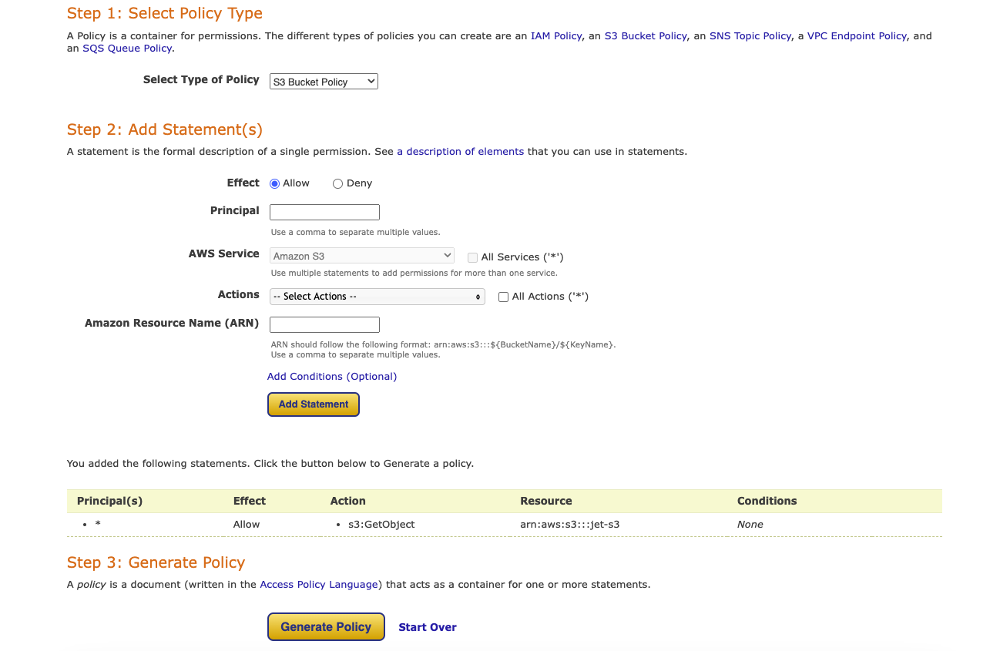 Step 1: Select Policy Type
A Policy is a container for permissions. The different types of policies you can create are an IAM Policy, an S3 Bucket Policy, an SNS Topic Policy, a VPC Endpoint Policy, and
an SQS Queue Policy.
Select Type of Policy S3 Bucket Policy
Step 2: Add Statement(s)
A statement is the formal description of a single permission. See a description of elements that you can use in statements.
Effect Allow Deny
Principal
Use a comma to separate multiple values.
AWS Service Amazon S3 All Services ('*')
Use multiple statements to add permissions for more than one service.
Actions -- Select Actions -- All Actions ('*')
Amazon Resource Name (ARN)
ARN should follow the following format: arn:aws:s3:::${BucketName}/${KeyName}.
Use a comma to separate multiple values.
Add Conditions (Optional)
Add Statement
You added the following statements. Click the button below to Generate a policy.
Principal(s) Effect Action Resource Conditions
• * Allow • s3:GetObject arn:aws:s3:::jet-s3 None
Step 3: Generate Policy
A policy is a document (written in the Access Policy Language) that acts as a container for one or more statements.
Generate Policy Start Over